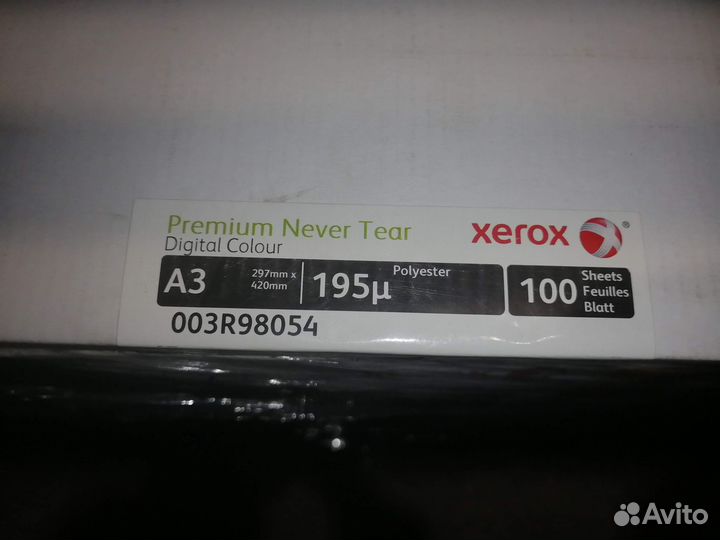 Premium Never Tear
Digital Colour
xerox ®
A3 297mm x 420mm 195µ Polyester 100 Sheets Feuilles Blatt
003R98054
Avito